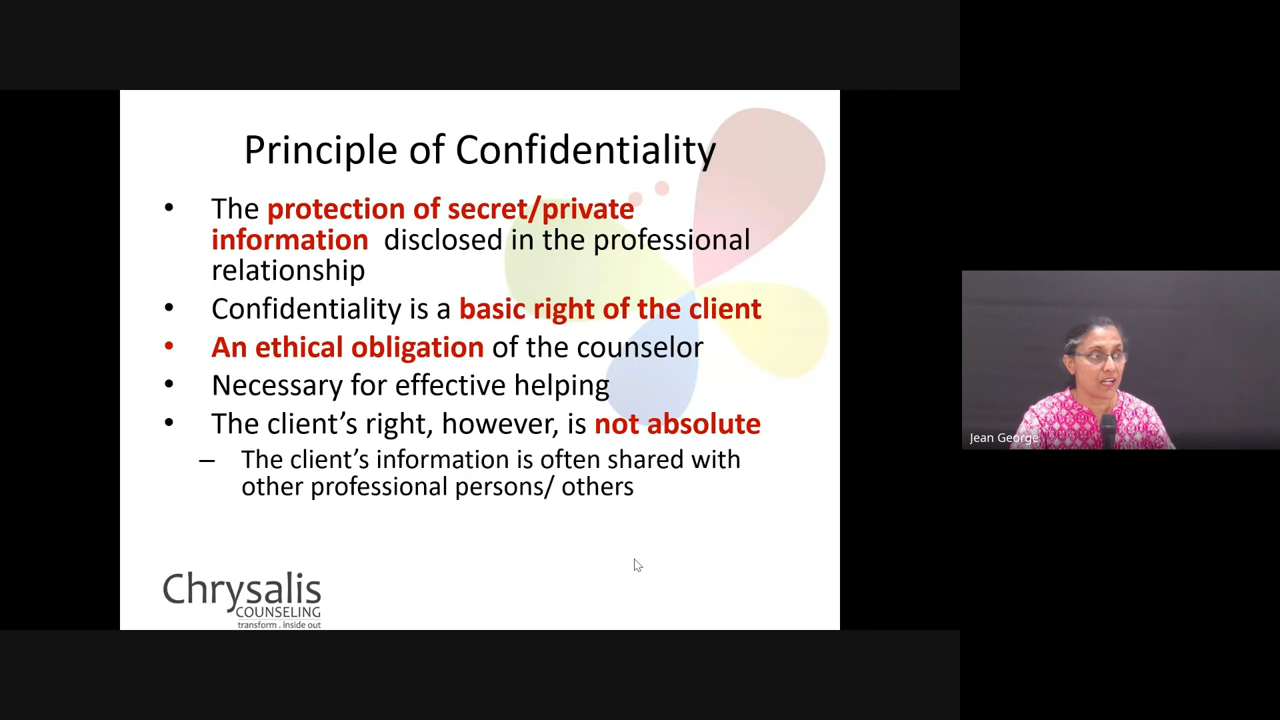 Principle of Confidentiality
• The protection of secret/private
information disclosed in the professional
relationship
• Confidentiality is a basic right of the client
• An ethical obligation of the counselor
• Necessary for effective helping
• The client’s right, however, is not absolute
– The client’s information is often shared with
other professional persons/ others
Chrysalis
COUNSELING
transform . inside out
Jean George